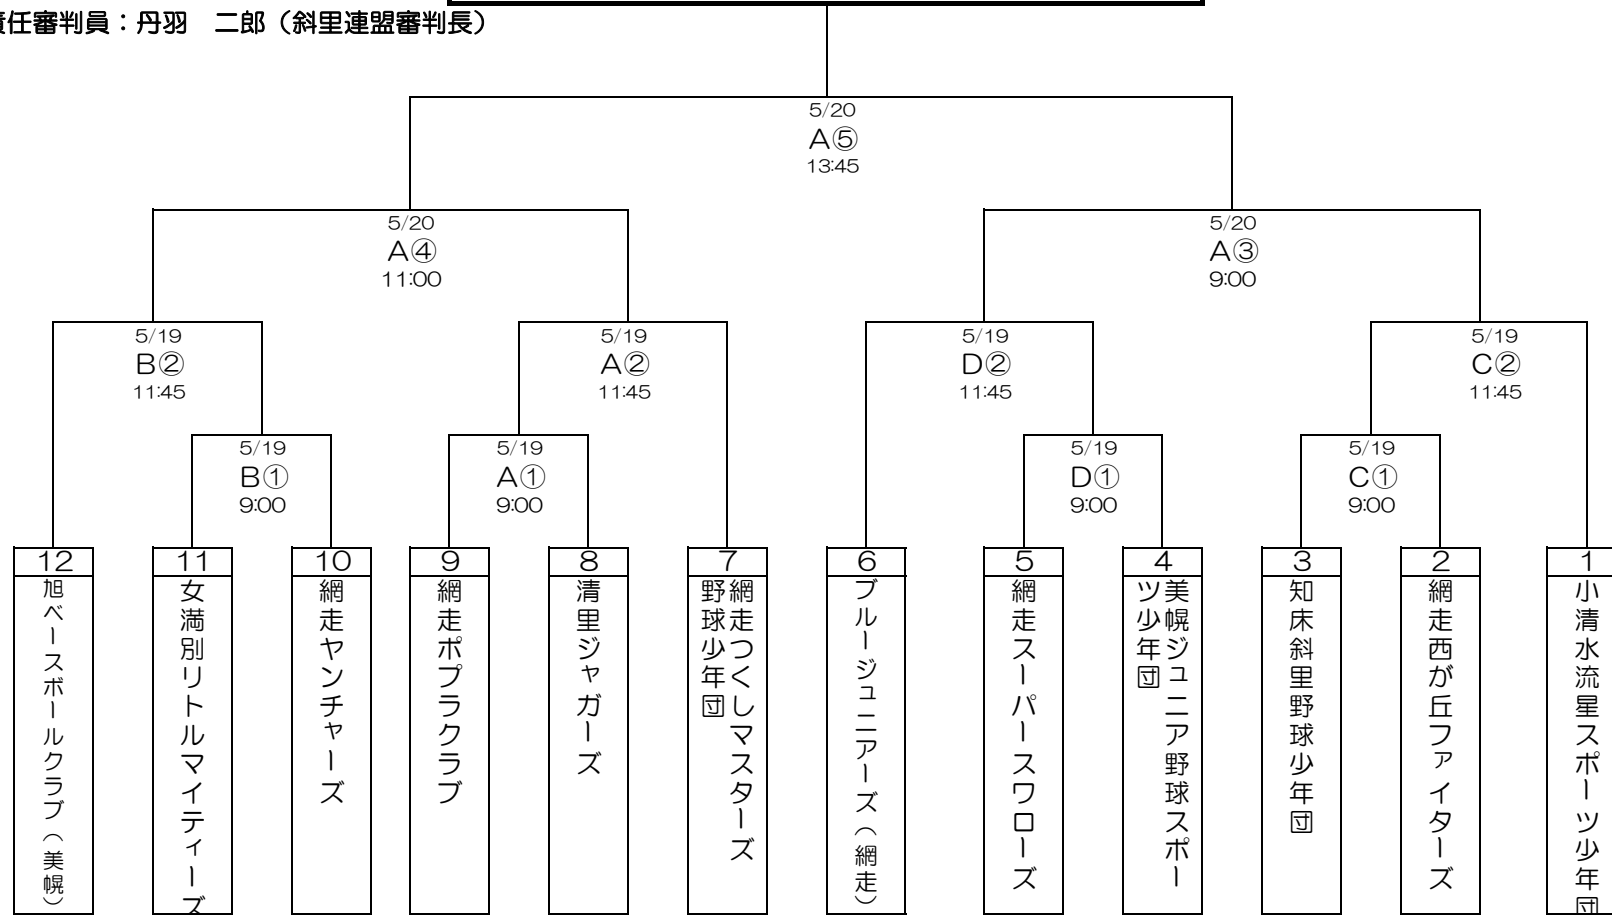 責任審判員：丹羽　二郎（斜里連盟審判長）
5/20
A⑤
13:45
5/20
A④
11:00
5/20
A③
9:00
5/19
B②
11:45
5/19
A②
11:45
5/19
D②
11:45
5/19
C②
11:45
5/19
B①
9:00
5/19
A①
9:00
5/19
D①
9:00
5/19
C①
9:00
12
旭ベースボールクラブ（美幌）
11
女満別リトルマイティーズ
10
網走ヤンチャーズ
9
網走ポプラクラブ
8
清里ジャガーズ
7
網走つくしマスターズ
野球少年団
6
ブルージュニアーズ（網走）
5
網走スーパースワローズ
4
美幌ジュニア野球スポー
ツ少年団
3
知床斜里野球少年団
2
網走西が丘ファイターズ
1
小清水流星スポーツ少年団